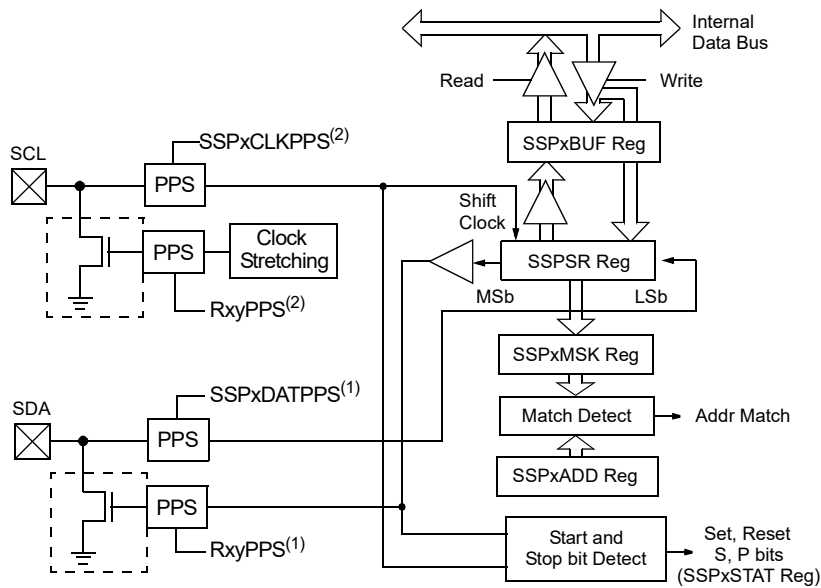 Internal
Data Bus
Read
Write
SSPxCLKPPS(2)
SSPxBUF Reg
SCL
PPS
Shift
Clock
PPS
Clock
Stretching
SSPSR Reg
MSb
LSb
RxyPPS(2)
SSPxMSK Reg
SSPxDATPPS(1)
SDA
PPS
Match Detect
Addr Match
SSPxADD Reg
PPS
Start and
Stop bit Detect
Set, Reset
S, P bits
(SSPxSTAT Reg)
RxyPPS(1)